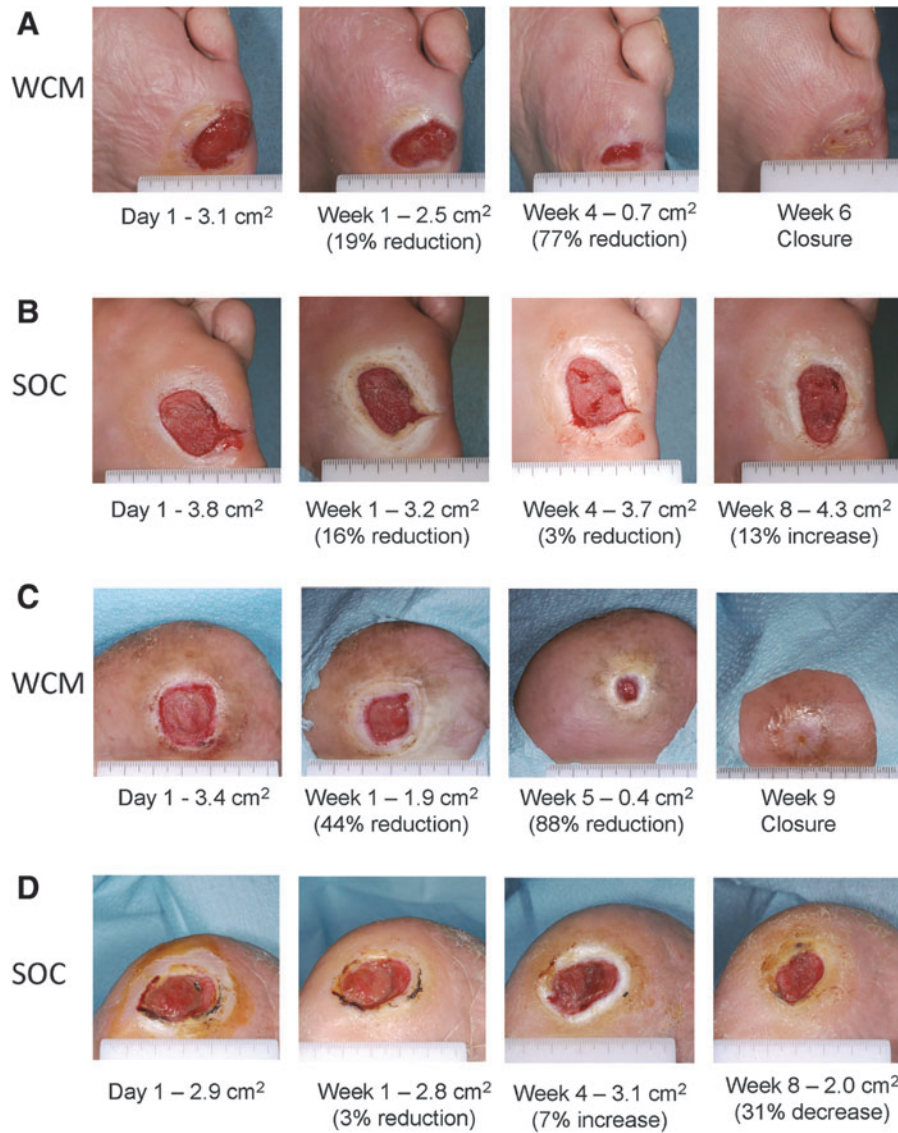 A
WCM
Day 1 - 3.1 cm²
Week 1 – 2.5 cm²
(19% reduction)
Week 4 – 0.7 cm²
(77% reduction)
Week 6
Closure
B
SOC
Day 1 - 3.8 cm²
Week 1 – 3.2 cm²
(16% reduction)
Week 4 – 3.7 cm²
(3% reduction)
Week 8 – 4.3 cm²
(13% increase)
C
WCM
Day 1 - 3.4 cm²
Week 1 – 1.9 cm²
(44% reduction)
Week 5 – 0.4 cm²
(88% reduction)
Week 9
Closure
D
SOC
Day 1 – 2.9 cm²
Week 1 – 2.8 cm²
(3% reduction)
Week 4 – 3.1 cm²
(7% increase)
Week 8 – 2.0 cm²
(31% decrease)